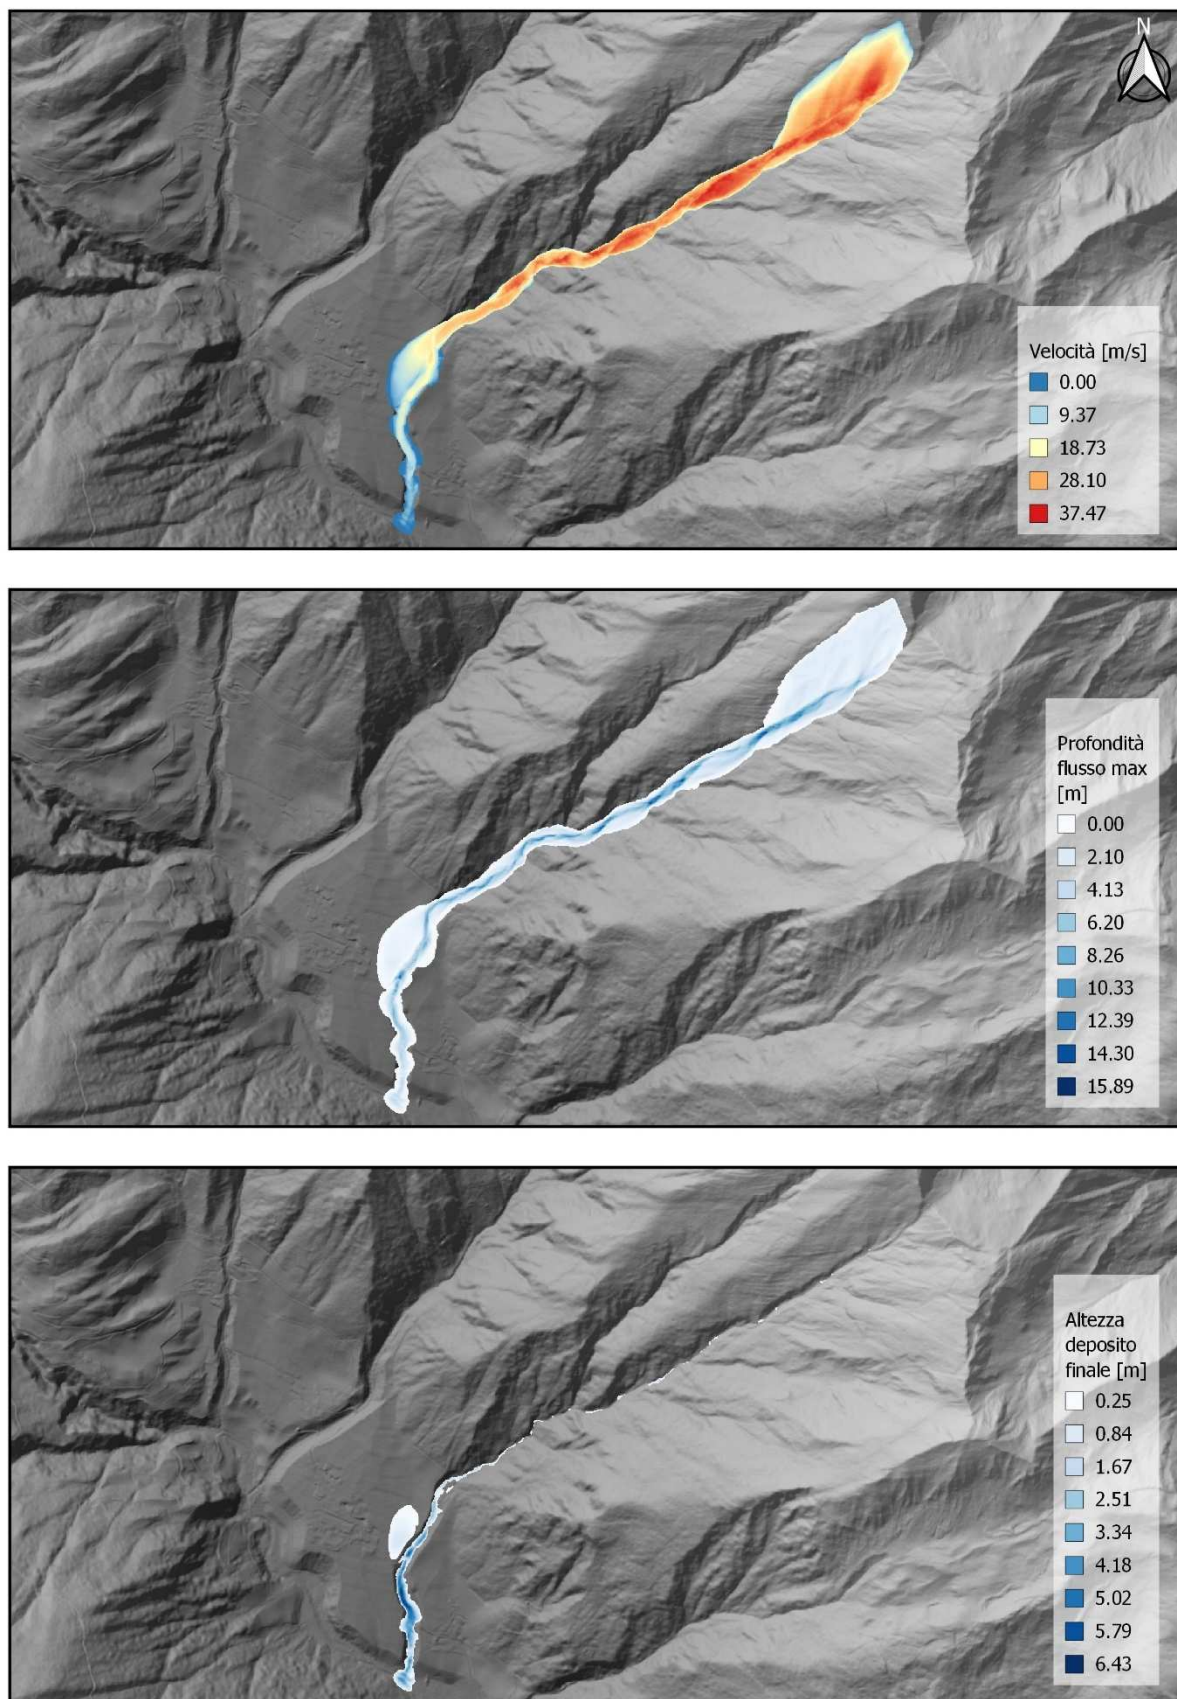 N
Velocità [m/s]
0.00
9.37
18.73
28.10
37.47
Profondità
flusso max
[m]
0.00
2.10
4.13
6.20
8.26
10.33
12.39
14.30
15.89
Altezza
deposito
finale [m]
0.25
0.84
1.67
2.51
3.34
4.18
5.02
5.79
6.43